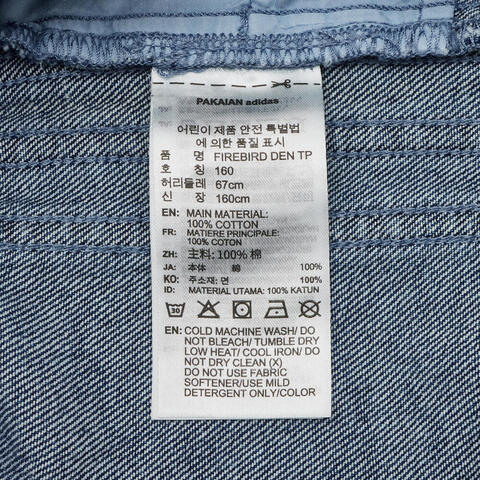 PAKAIAN adidas
어린이 제품 안전 특별법
에 의한 품질 표시
품 명 FIREBIRD DEN TP
호 칭 160
허리둘레 67cm
신 장 160cm
EN: MAIN MATERIAL:
100% COTTON
FR: MATIERE PRINCIPALE:
100% COTON
ZH: 主料:100% 棉
JA: 本体 綿 100%
KO: 주소재: 면 100%
ID: MATERIAL UTAMA: 100% KATUN
30
EN: COLD MACHINE WASH/ DO
NOT BLEACH/ TUMBLE DRY
LOW HEAT/ COOL IRON/ DO
NOT DRY CLEAN (X)
DO NOT USE FABRIC
SOFTENER/USE MILD
DETERGENT ONLY/COLOR